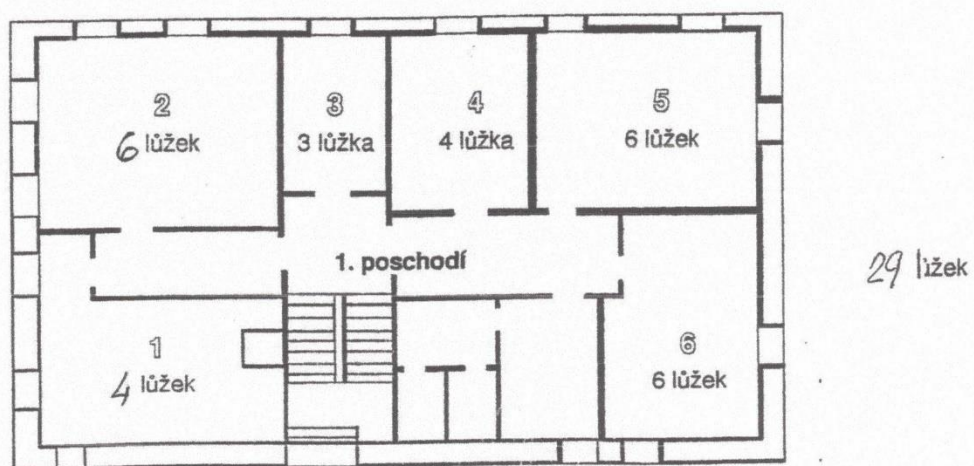 2
6 lůžek
3
3 lůžka
4
4 lůžka
5
6 lůžek
1. poschodí
29 lůžek
1
4 lůžek
6
6 lůžek